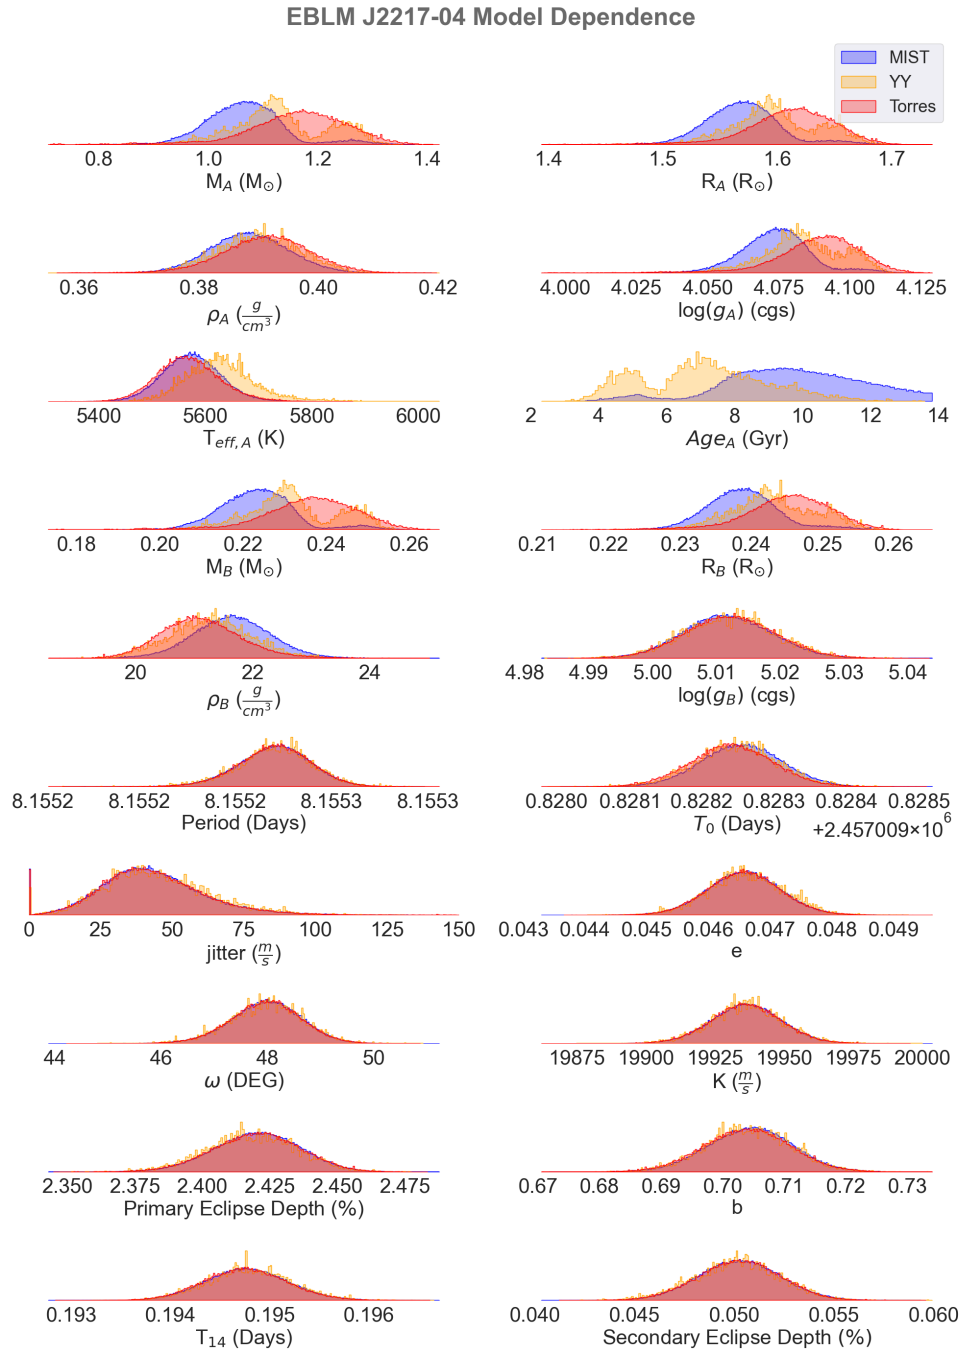 EBLM J2217-04 Model Dependence
MIST
YY
Torres
0.8 1.0 1.2 1.4
M_A (M_⊙)
1.4 1.5 1.6 1.7
R_A (R_⊙)
0.36 0.38 0.40 0.42
ρ_A (g/cm^3)
4.000 4.025 4.050 4.075 4.100 4.125
log(g_A) (cgs)
5400 5600 5800 6000
T_{eff, A} (K)
2 4 6 8 10 12 14
Age_A (Gyr)
0.18 0.20 0.22 0.24 0.26
M_B (M_⊙)
0.21 0.22 0.23 0.24 0.25 0.26
R_B (R_⊙)
20 22 24
ρ_B (g/cm^3)
4.98 4.99 5.00 5.01 5.02 5.03 5.04
log(g_B) (cgs)
8.1552 8.1552 8.1552 8.1553 8.1553
Period (Days)
0.8280 0.8281 0.8282 0.8283 0.8284 0.8285
T_0 (Days)
+2.457009×10^6
0 25 50 75 100 125 150
jitter (m/s)
0.043 0.044 0.045 0.046 0.047 0.048 0.049
e
44 46 48 50
ω (DEG)
19875 19900 19925 19950 19975 20000
K (m/s)
2.350 2.375 2.400 2.425 2.450 2.475
Primary Eclipse Depth (%)
0.67 0.68 0.69 0.70 0.71 0.72 0.73
b
0.193 0.194 0.195 0.196
T_14 (Days)
0.040 0.045 0.050 0.055 0.060
Secondary Eclipse Depth (%)